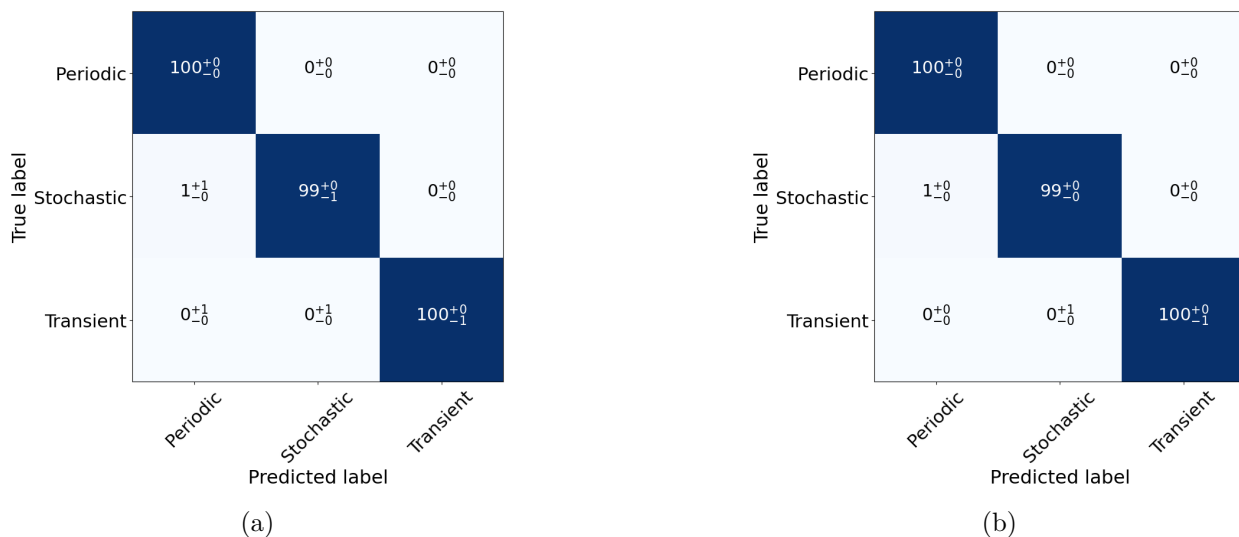 Periodic 100+0−0 0+0−0 0+0−0
Stochastic 1+1−0 99+0−1 0+0−0
Transient 0+1−0 0+1−0 100+0−1
True label
Periodic Stochastic Transient
Predicted label
(a)
Periodic 100+0−0 0+0−0 0+0−0
Stochastic 1+0−0 99+0−0 0+0−0
Transient 0+0−0 0+1−0 100+0−1
True label
Periodic Stochastic Transient
Predicted label
(b)